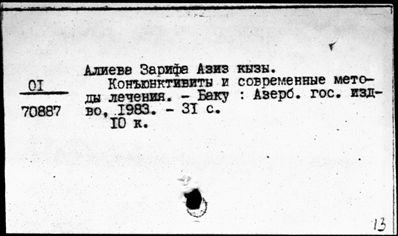 Алиева Зарифа Азиз кызы.
Конъюнктивиты и современные мето-
ды лечения. - Баку : Азерб. гос. изд-
во, 1983. - 31 с.
10 к.
01
70887
13